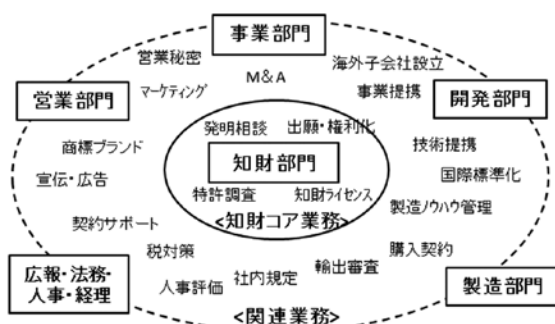 事業部門
営業秘密
M&A
海外子会社設立
営業部門
マーケティング
事業提携
開発部門
発明相談
出願・権利化
商標ブランド
技術提携
知財部門
宣伝・広告
国際標準化
特許調査
知財ライセンス
製造ノウハウ管理
契約サポート
<知財コア業務>
税対策
購入契約
広報・法務・
人事・経理
人事評価
社内規定
輸出審査
製造部門
<関連業務>